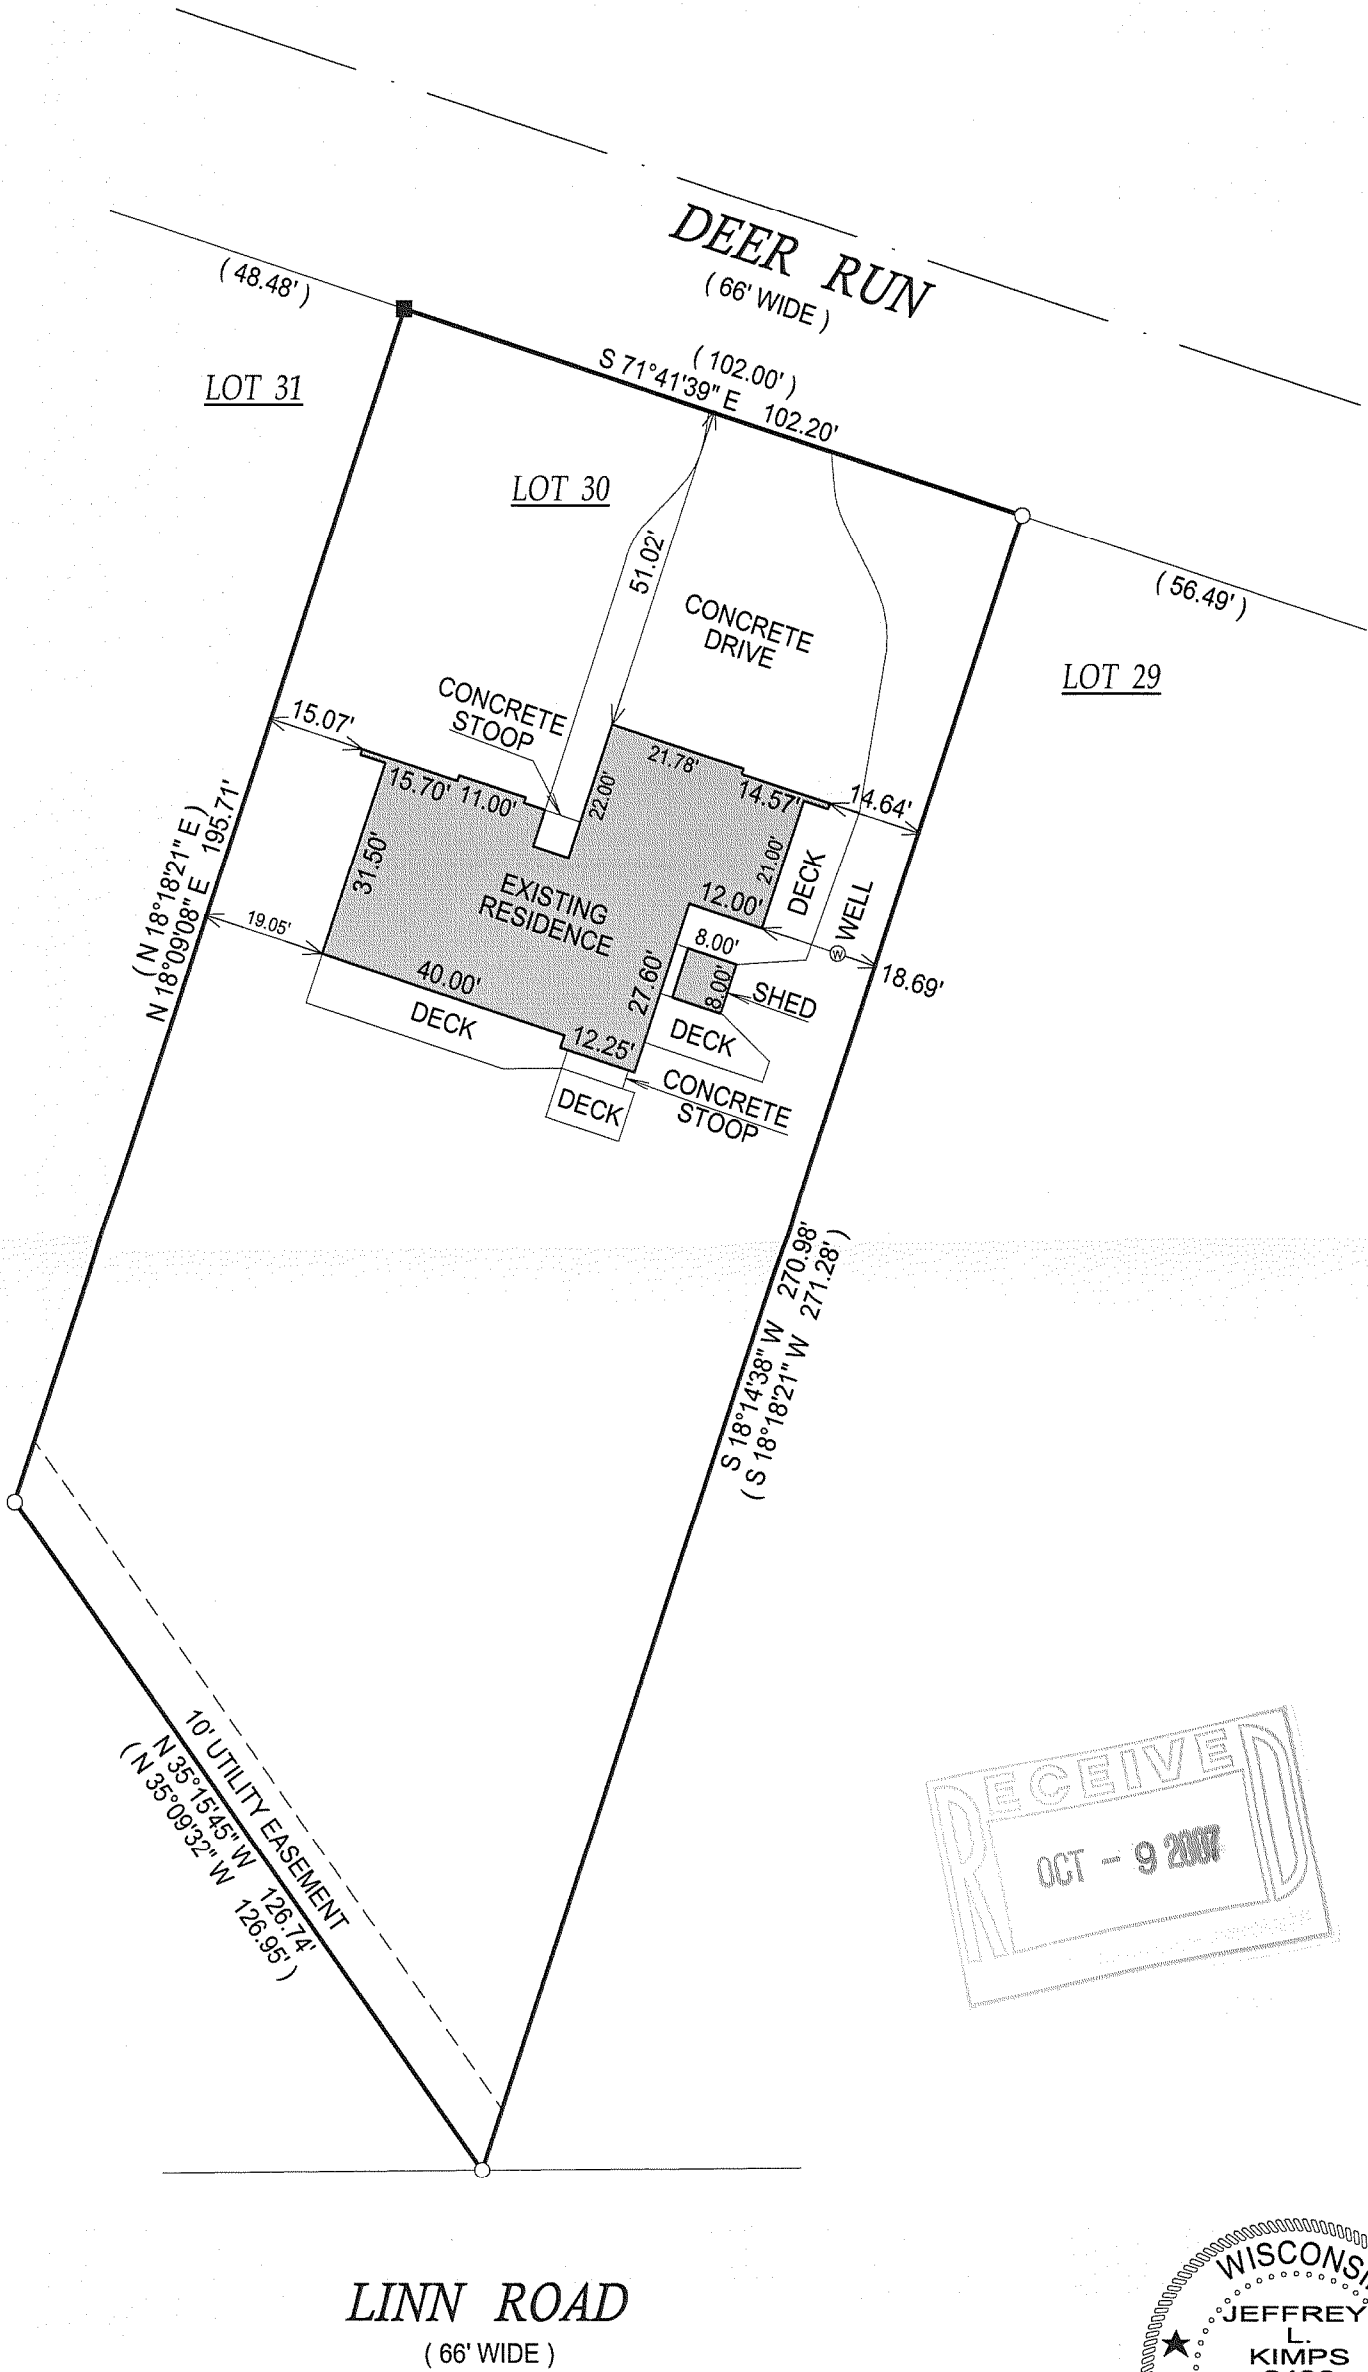 DEER RUN
( 66' WIDE )
( 48.48' )
( 102.00' )
S 71°41'39" E 102.20'
LOT 31
LOT 30
( 56.49' )
51.02'
CONCRETE
DRIVE
LOT 29
CONCRETE
STOOP
15.07'
21.78'
15.70'
11.00'
22.00'
14.57'
14.64'
( N 18°18'21" E )
N 18°09'08" E 195.71'
31.50'
21.00'
DECK
EXISTING
RESIDENCE
12.00'
WELL
W
19.05'
8.00'
18.69'
40.00'
27.60'
8.00'
SHED
DECK
12.25'
DECK
CONCRETE
STOOP
DECK
S 18°14'38" W 270.98'
( S 18°18'21" W 271.28' )
10' UTILITY EASEMENT
N 35°15'45" W 126.74'
( N 35°09'32" W 126.95' )
RECEIVED
OCT - 9 2007
LINN ROAD
( 66' WIDE )
WISCONSI
JEFFREY
L.
KIMPS